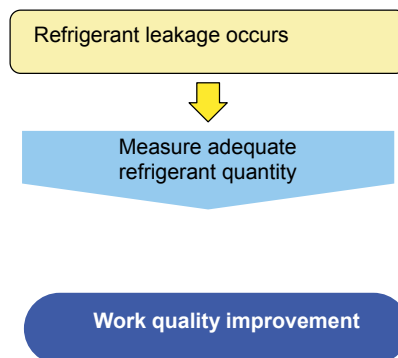 Refrigerant leakage occurs
Measure adequate
refrigerant quantity
Work quality improvement